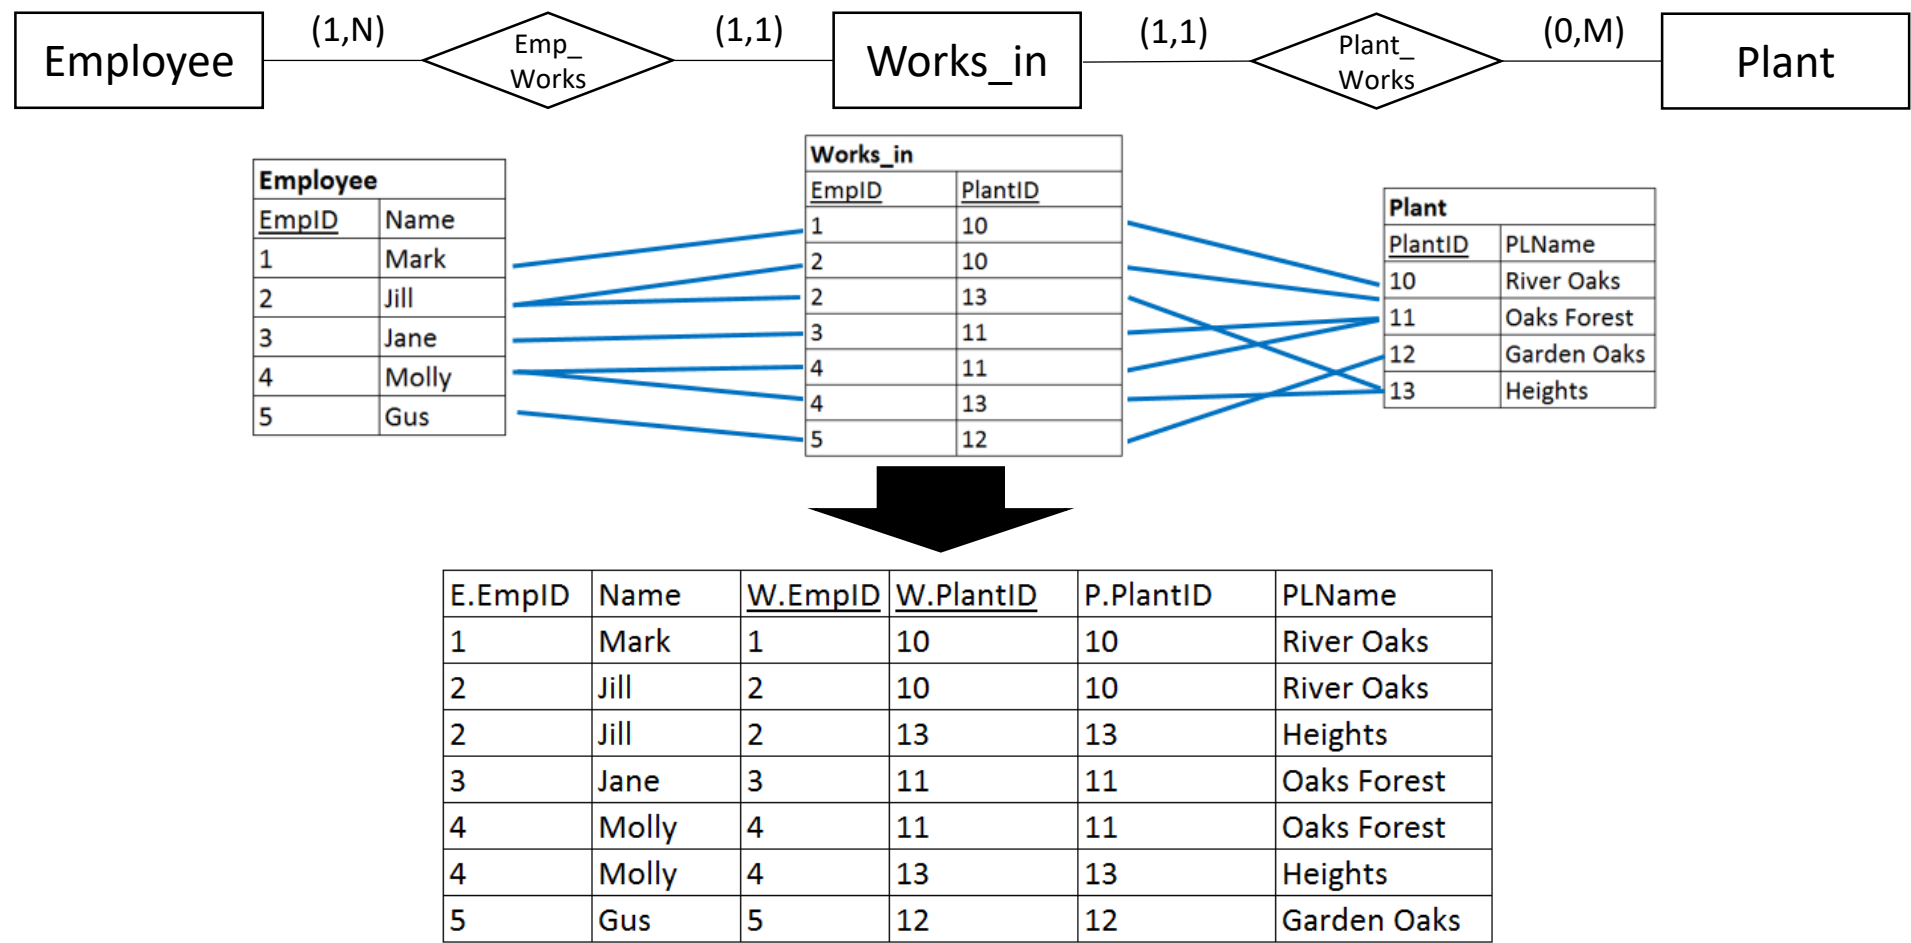 Employee (1,N) Emp_ Works (1,1) Works_in (1,1) Plant_ Works (0,M) Plant
Employee
EmpID Name
1 Mark
2 Jill
3 Jane
4 Molly
5 Gus
Works_in
EmpID PlantID
1 10
2 10
2 13
3 11
4 11
4 13
5 12
Plant
PlantID PLName
10 River Oaks
11 Oaks Forest
12 Garden Oaks
13 Heights
E.EmpID Name W.EmpID W.PlantID P.PlantID PLName
1 Mark 1 10 10 River Oaks
2 Jill 2 10 10 River Oaks
2 Jill 2 13 13 Heights
3 Jane 3 11 11 Oaks Forest
4 Molly 4 11 11 Oaks Forest
4 Molly 4 13 13 Heights
5 Gus 5 12 12 Garden Oaks